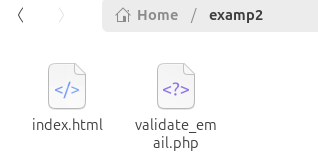 Home / examp2
</>
<?>
index.html
validate_em
ail.php